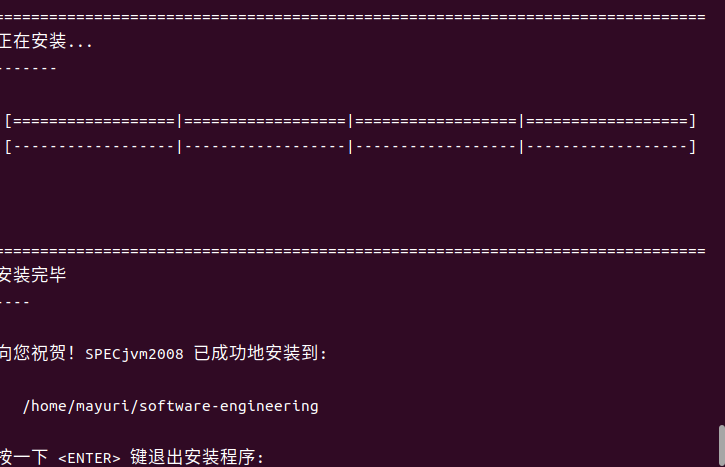 ===============================================================================
正在安装...
-------
[==================|==================|==================|==================]
[------------------|------------------|------------------|------------------]
===============================================================================
安装完毕
----
向您祝贺！SPECjvm2008 已成功地安装到:
/home/mayuri/software-engineering
按一下 <ENTER> 键退出安装程序: